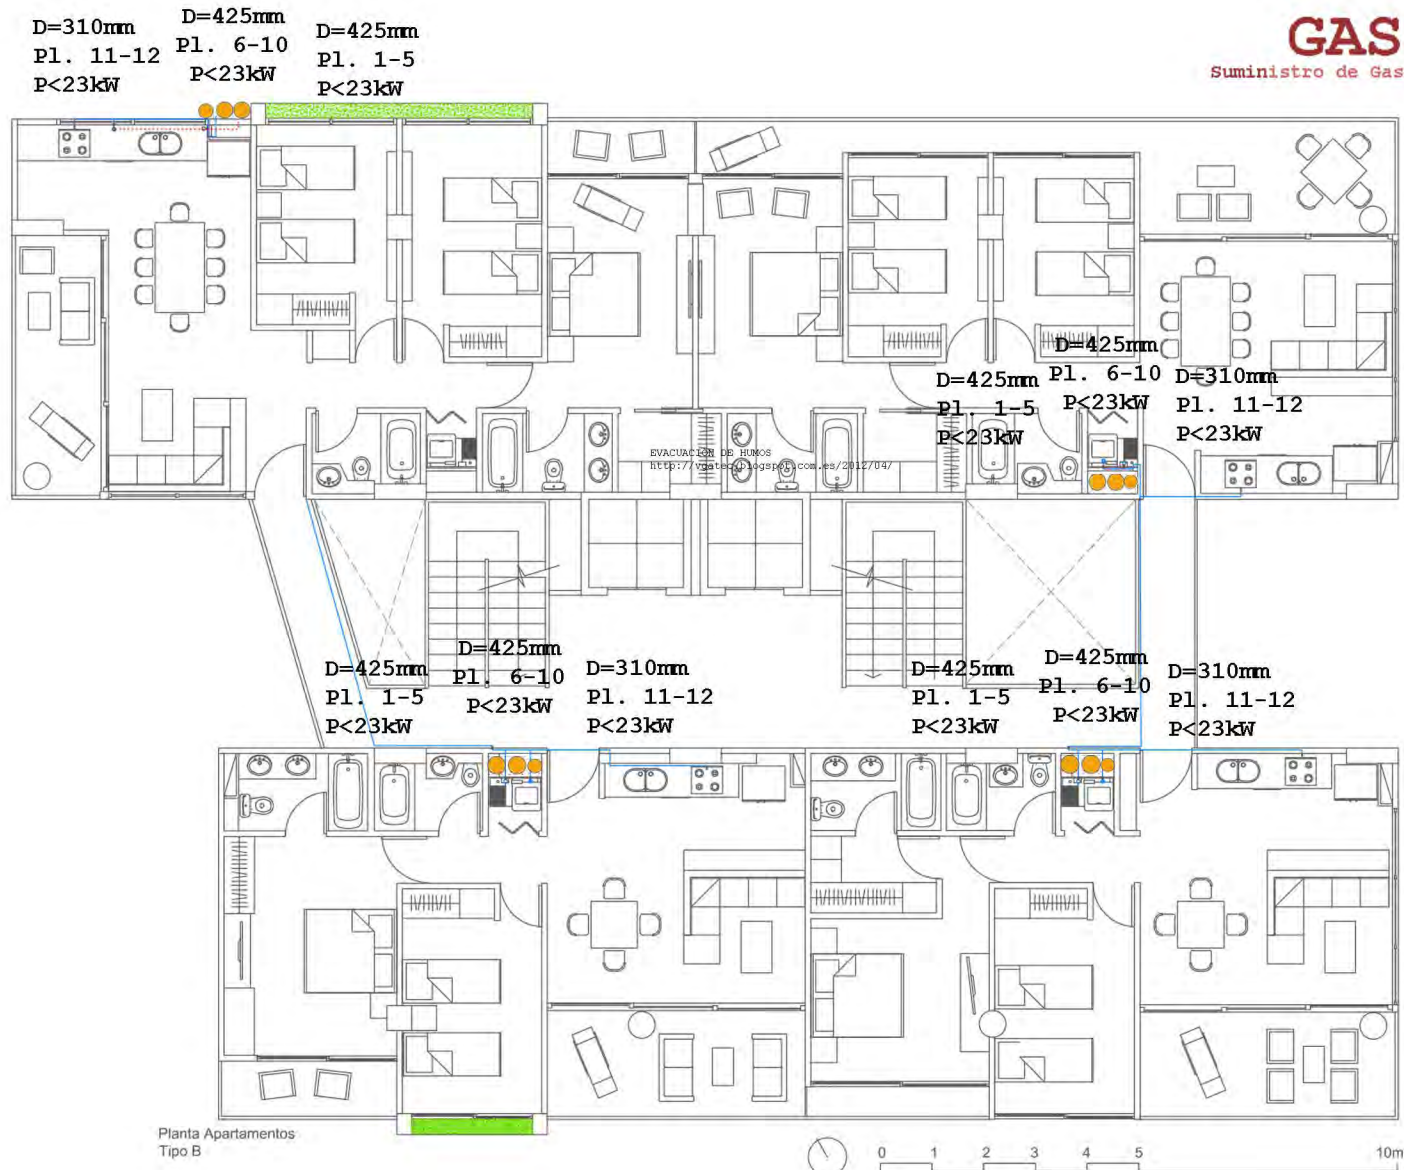 D=310mm
Pl. 11-12
P<23kW
D=425mm
Pl. 6-10
P<23kW
D=425mm
Pl. 1-5
P<23kW
GAS
Suministro de Gas
D=425mm
Pl. 1-5
P<23kW
D=425mm
Pl. 6-10
P<23kW
D=310mm
Pl. 11-12
P<23kW
EVACUACIÓN DE HUMOS
D=425mm
Pl. 1-5
P<23kW
D=425mm
Pl. 6-10
P<23kW
D=310mm
Pl. 11-12
P<23kW
D=425mm
Pl. 1-5
P<23kW
D=425mm
Pl. 6-10
P<23kW
D=310mm
Pl. 11-12
P<23kW
Planta Apartamentos
Tipo B
0 1 2 3 4 5 10m